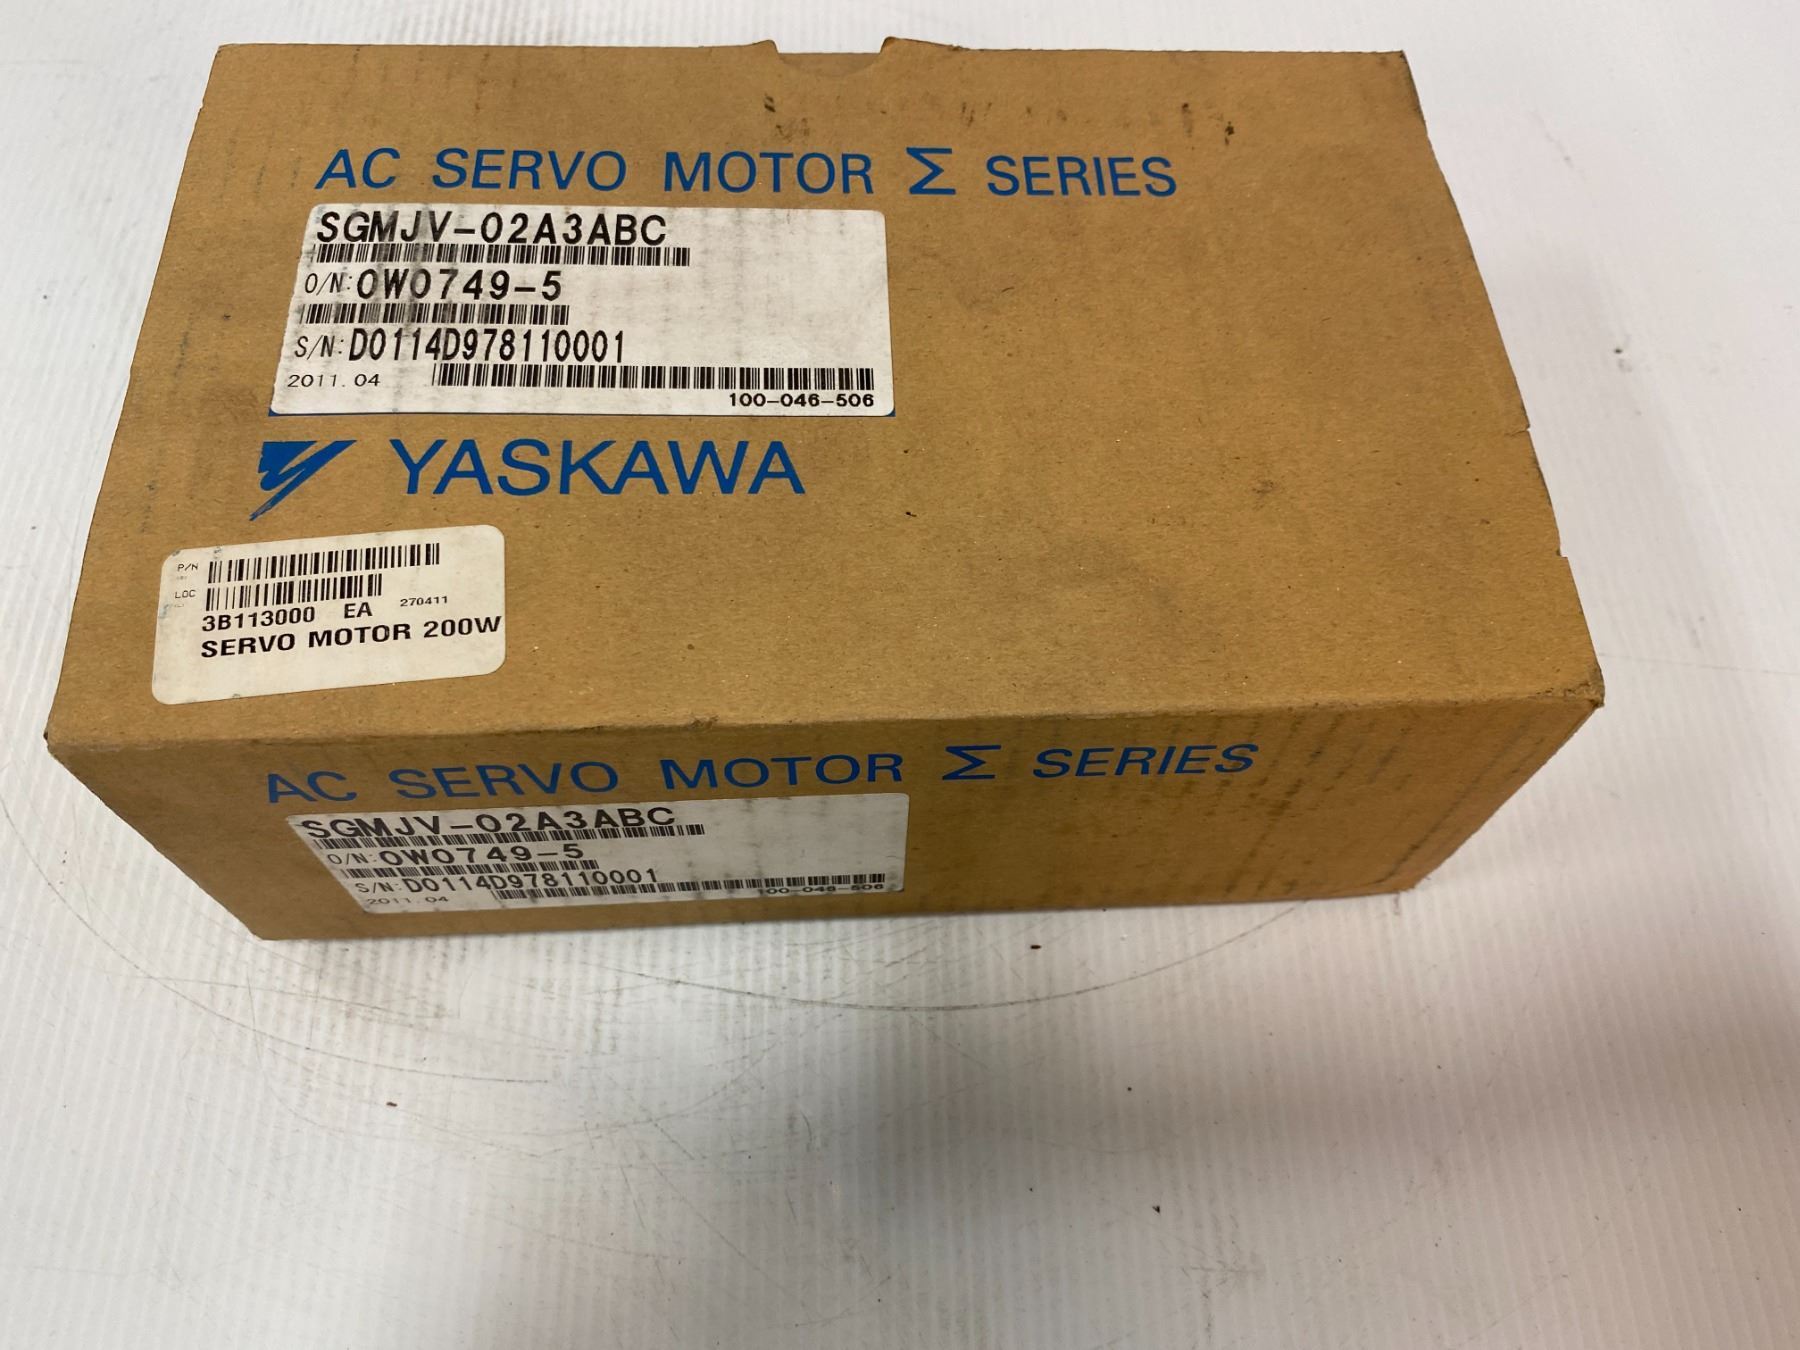 AC SERVO MOTOR Σ SERIES
SGMJV-02A3ABC
O/N: 0W0749-5
S/N: D0114D978110001
2011.04
100-046-506
YASKAWA
P/N
LOC
3B113000 EA 270411
SERVO MOTOR 200W
AC SERVO MOTOR Σ SERIES
SGMJV-02A3ABC
O/N: 0W0749-5
S/N: D0114D978110001
2011.04
100-046-506